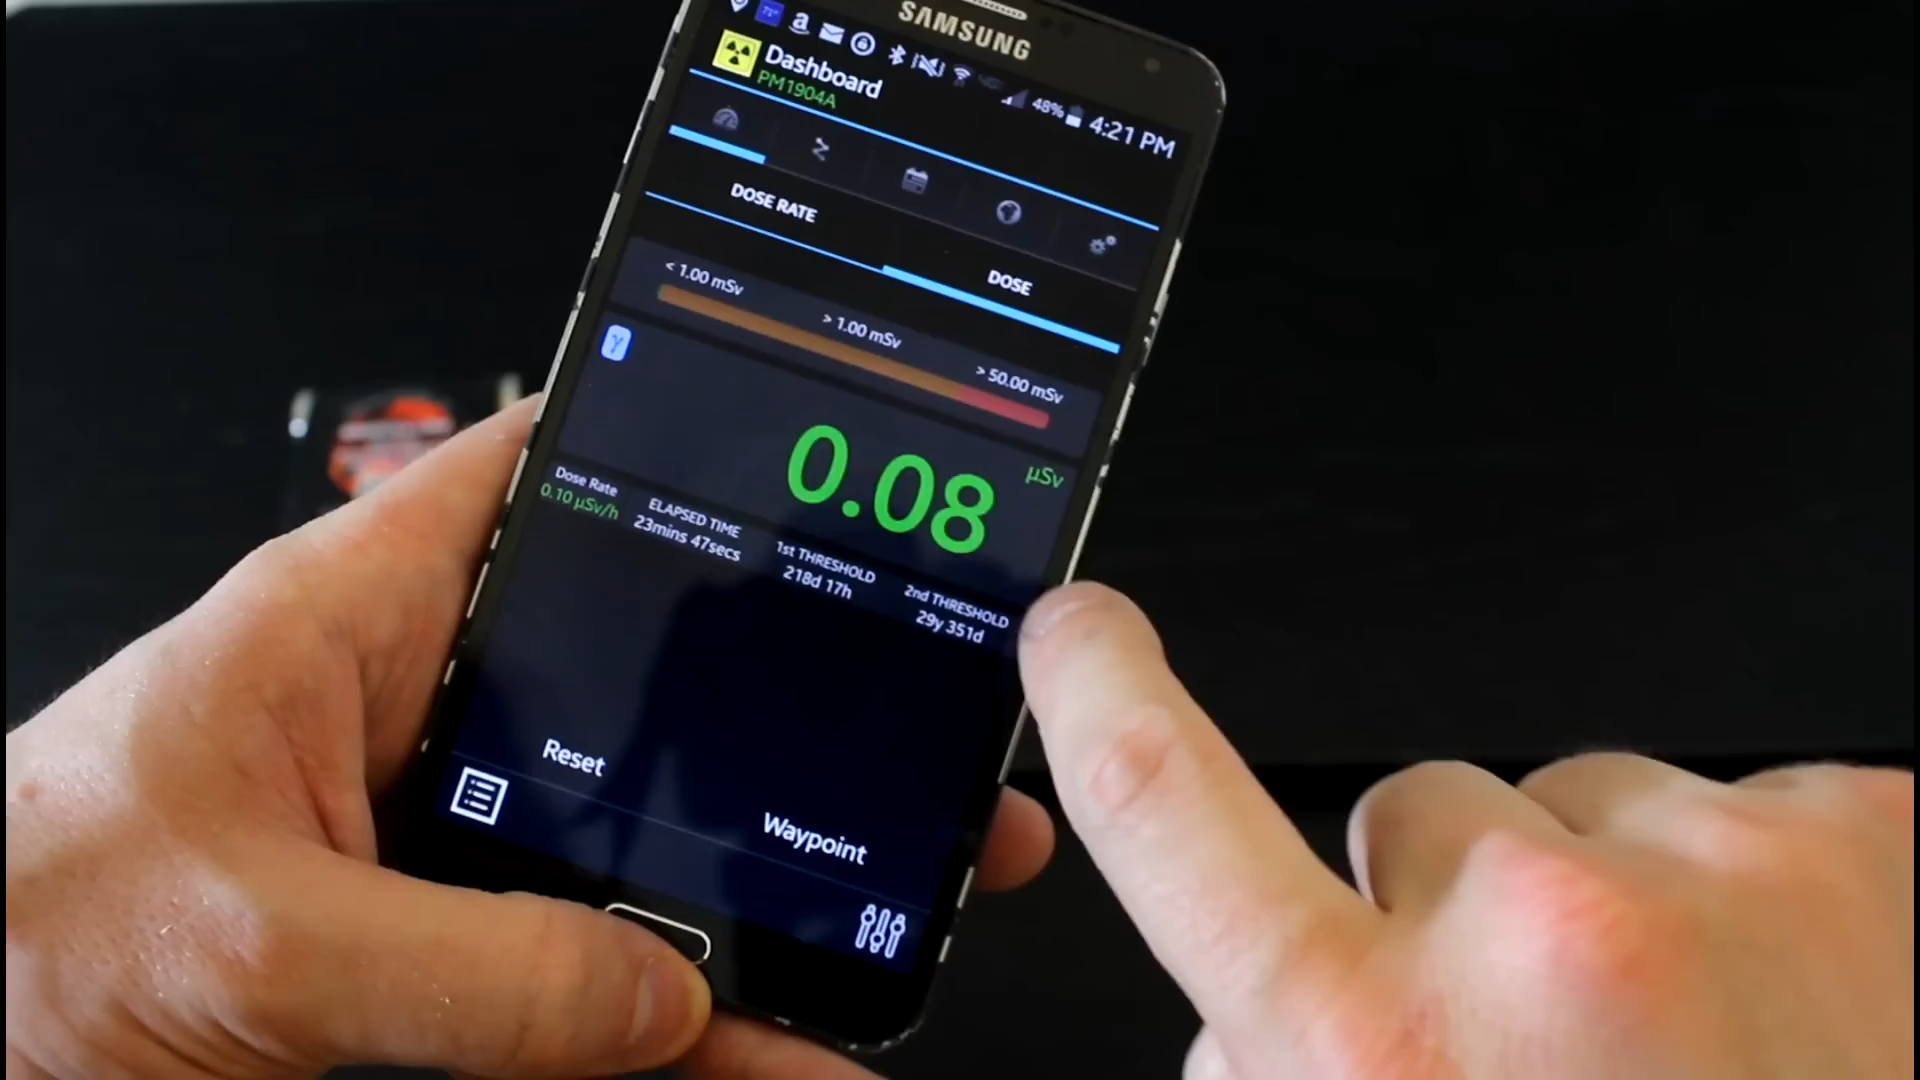 SAMSUNG
48% 4:21 PM
Dashboard
PM1904A
DOSE RATE
DOSE
< 1.00 mSv
> 1.00 mSv
> 50.00 mSv
γ
0.08 µSv
Dose Rate
0.10 µSv/h
ELAPSED TIME
23mins 47secs
1st THRESHOLD
218d 17h
2nd THRESHOLD
29y 351d
Reset
Waypoint